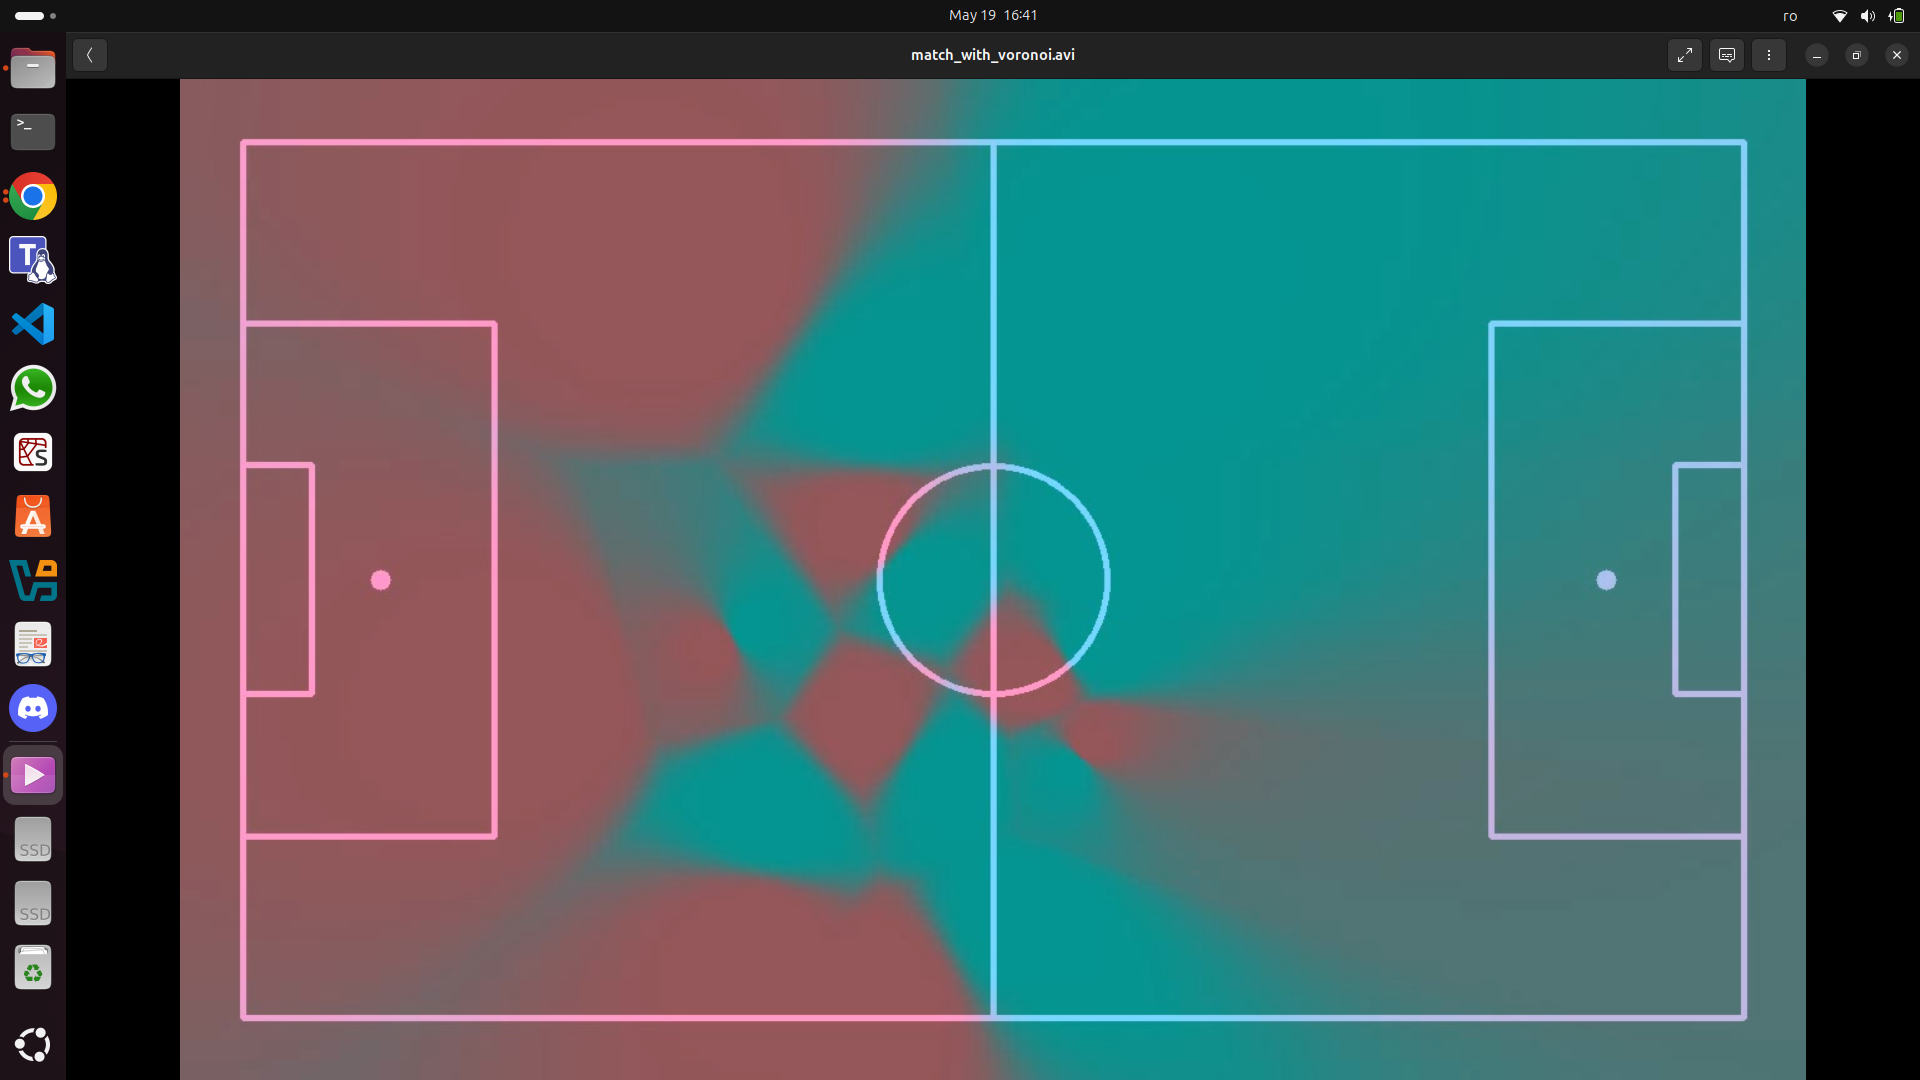 May 19 16:41
ro
match_with_voronoi.avi
>_
T
S
A
SSD
SSD